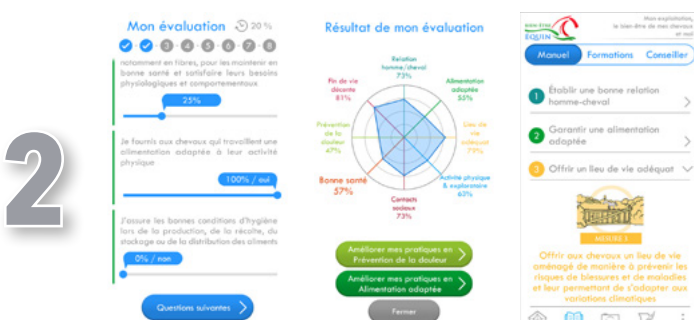 2
Mon évaluation 20 %
3 4 5 6 7 8
notamment en fibres, pour les maintenir en
bonne santé et satisfaire leurs besoins
physiologiques et comportementaux
25%
Je fournis aux chevaux qui travaillent une
alimentation adaptée à leur activité
physique
100% / oui
J'assure les bonnes conditions d'hygiène
lors de la production, de la récolte, du
stockage ou de la distribution des aliments
0% / non
Questions suivantes
Résultat de mon évaluation
Relation
homme/cheval
73%
Alimentation
adaptée
55%
Lieu de
vie
adéquat
Activité physique
& exploratoire
63%
Contacts
sociaux
73%
Bonne santé
57%
Prévention
de la
douleur
47%
Fin de vie
décente
81%
Améliorer mes pratiques en
Prévention de la douleur
Améliorer mes pratiques en
Alimentation adaptée
Fermer
BIEN-ÊTRE
ÉQUIN
Mon exploitation,
le bien-être de mes chevaux
et moi
Manuel Formations Conseiller
1 Établir une bonne relation
homme-cheval
2 Garantir une alimentation
adaptée
3 Offrir un lieu de vie adéquat
Offrir aux chevaux un lieu de vie
aménagé de manière à prévenir les
risques de blessures et de maladies
et leur permettant de s'adapter aux
variations climatiques